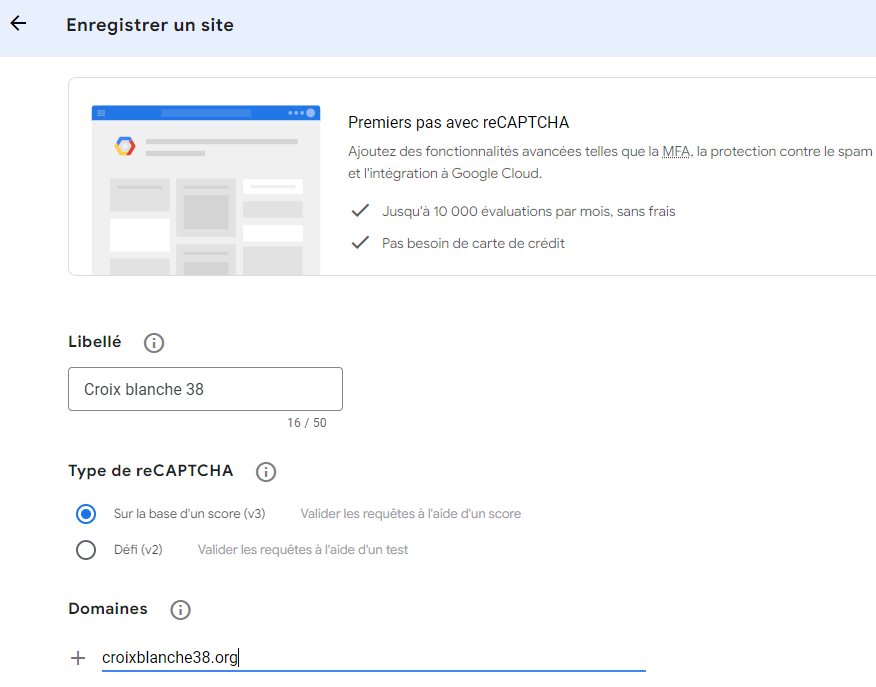 Enregistrer un site
Premiers pas avec reCAPTCHA
Ajoutez des fonctionnalités avancées telles que la MFA, la protection contre le spam
et l'intégration à Google Cloud.
Jusqu'à 10 000 évaluations par mois, sans frais
Pas besoin de carte de crédit
Libellé
Croix blanche 38
16 / 50
Type de reCAPTCHA
Sur la base d'un score (v3) Valider les requêtes à l'aide d'un score
Défi (v2) Valider les requêtes à l'aide d'un test
Domaines
croixblanche38.org